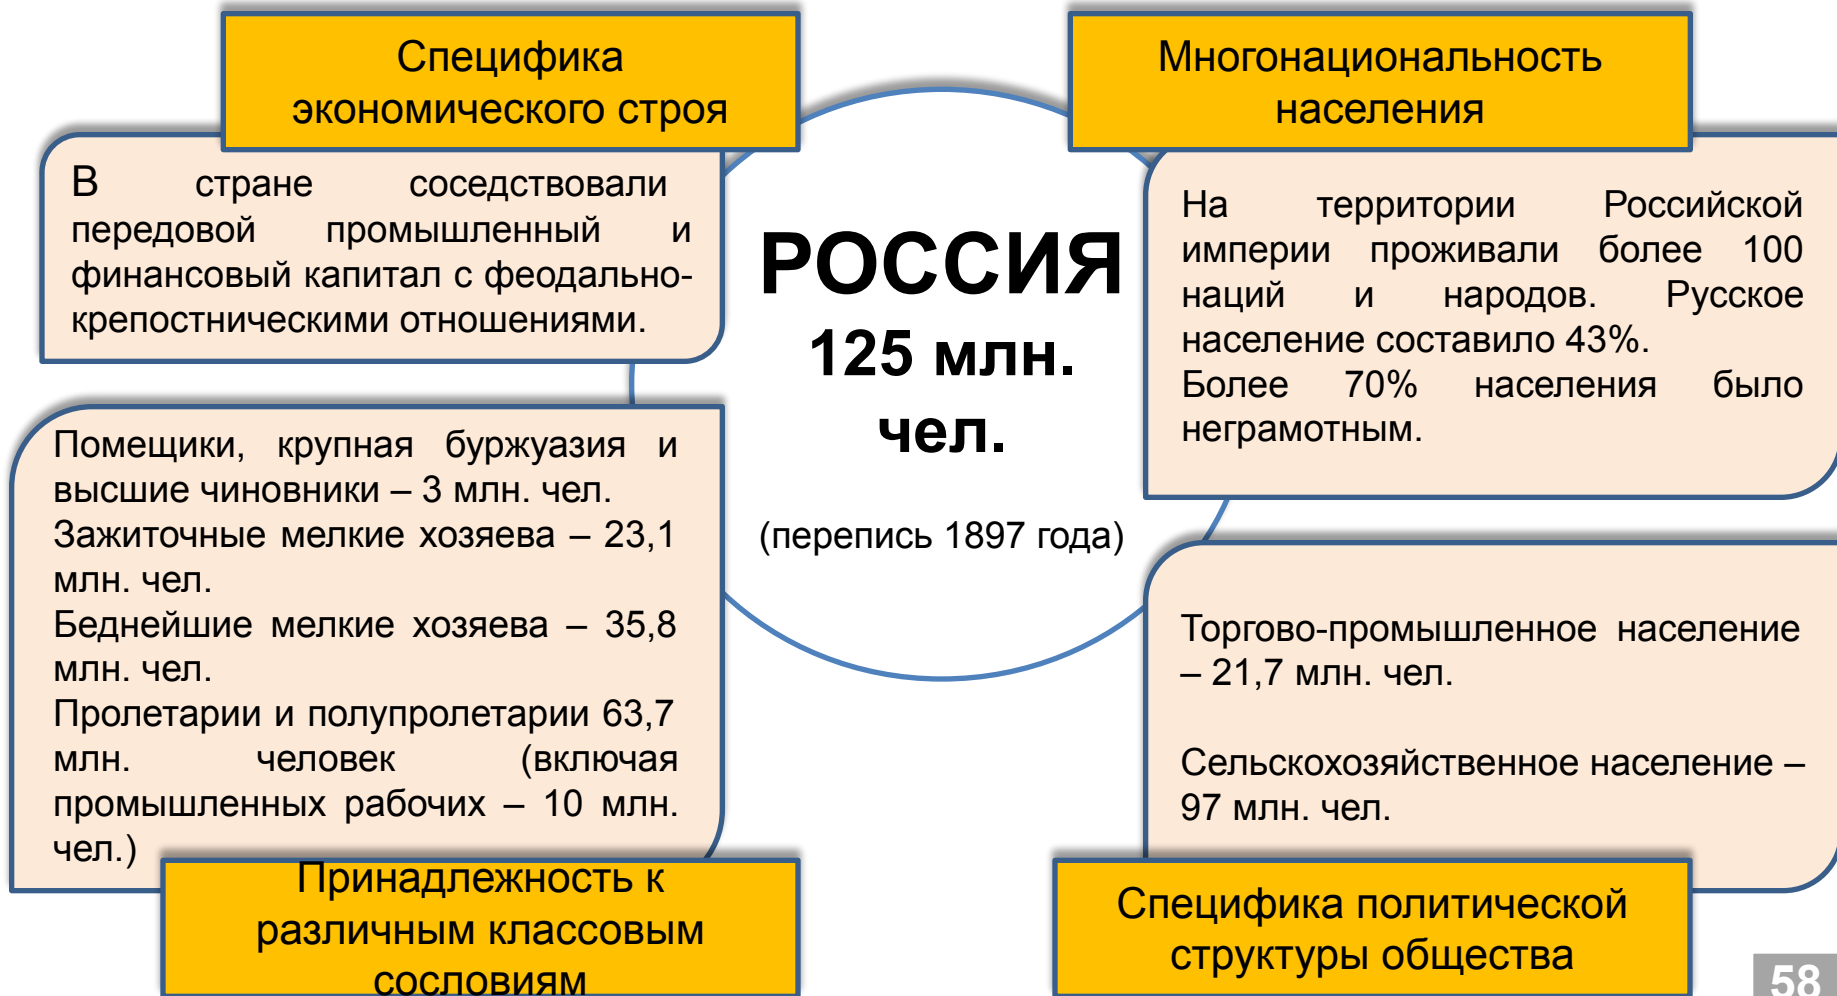 Специфика
экономического строя
В стране соседствовали
передовой промышленный и
финансовый капитал с феодально-
крепостническими отношениями.
Многонациональность
населения
На территории Российской
империи проживали более 100
наций и народов. Русское
население составило 43%.
Более 70% населения было
неграмотным.
РОССИЯ
125 млн.
чел.
(перепись 1897 года)
Помещики, крупная буржуазия и
высшие чиновники – 3 млн. чел.
Зажиточные мелкие хозяева – 23,1
млн. чел.
Беднейшие мелкие хозяева – 35,8
млн. чел.
Пролетарии и полупролетарии 63,7
млн. человек (включая
промышленных рабочих – 10 млн.
чел.)
Принадлежность к
различным классовым
сословиям
Торгово-промышленное население
– 21,7 млн. чел.
Сельскохозяйственное население –
97 млн. чел.
Специфика политической
структуры общества
58